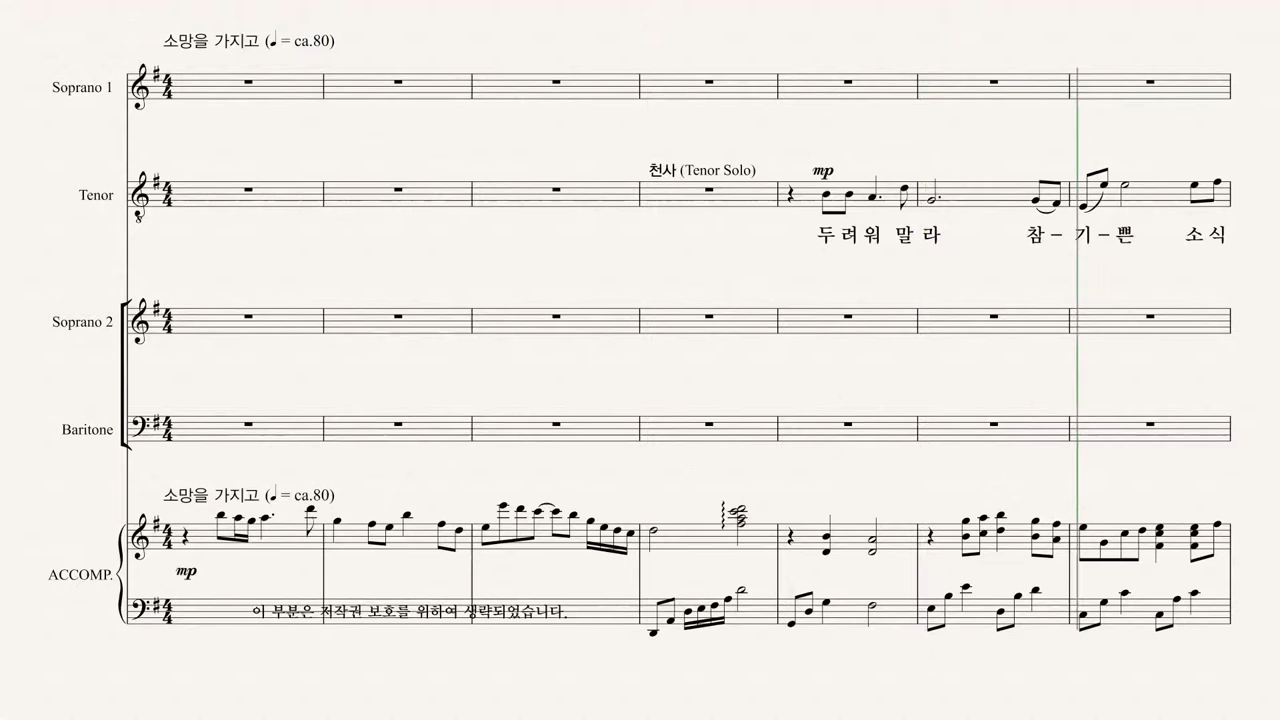 소망을 가지고 (♩ = ca.80)
Soprano 1
천사 (Tenor Solo)
mp
Tenor
두 려 워 말 라 참 – 기 – 쁜 소 식
Soprano 2
Baritone
소망을 가지고 (♩ = ca.80)
mp
ACCOMP.
이 부분은 저작권 보호를 위하여 생략되었습니다.